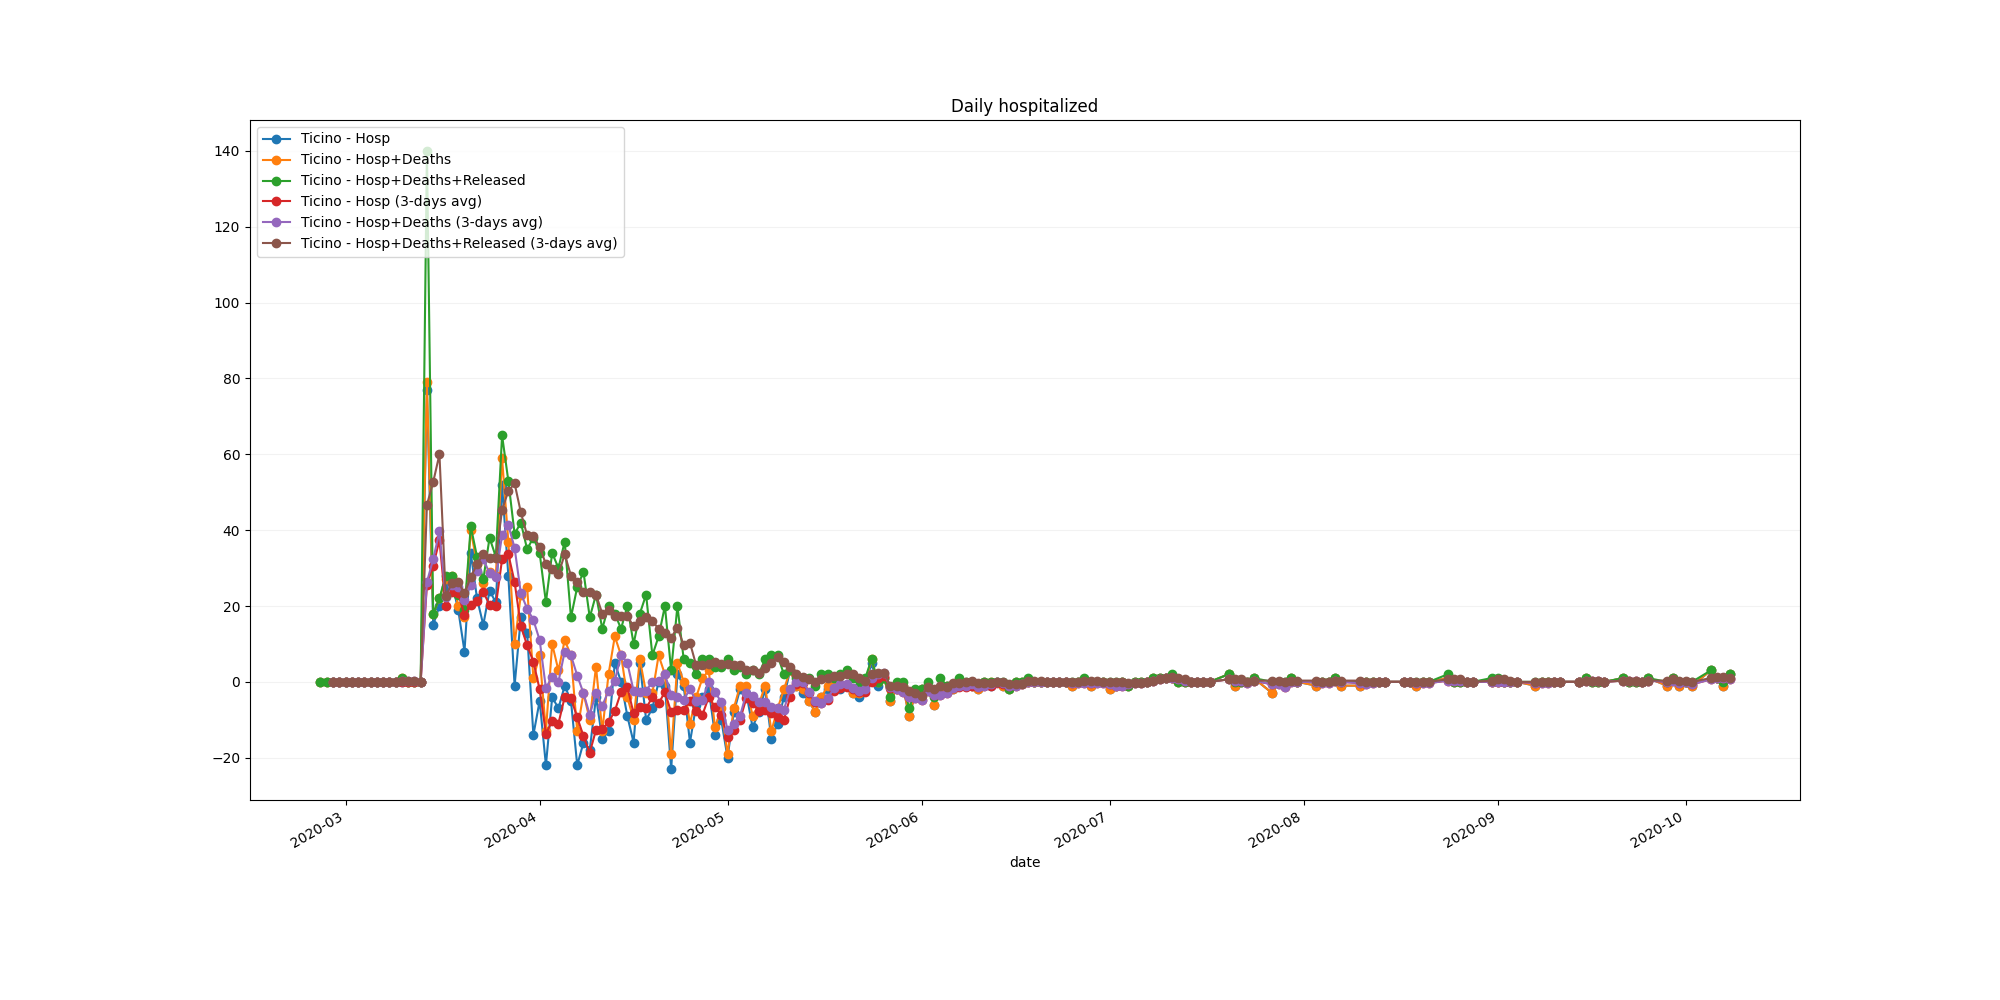 Daily hospitalized
Ticino - Hosp
Ticino - Hosp+Deaths
Ticino - Hosp+Deaths+Released
Ticino - Hosp (3-days avg)
Ticino - Hosp+Deaths (3-days avg)
Ticino - Hosp+Deaths+Released (3-days avg)
140
120
100
80
60
40
20
0
−20
2020-03
2020-04
2020-05
2020-06
2020-07
2020-08
2020-09
2020-10
date